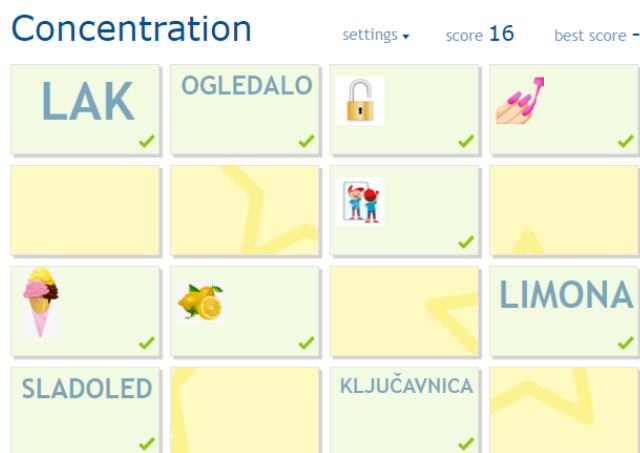 Concentration
settings score 16 best score -
LAK OGLEDALO
LIMONA
SLADOLED KLJUČAVNICA